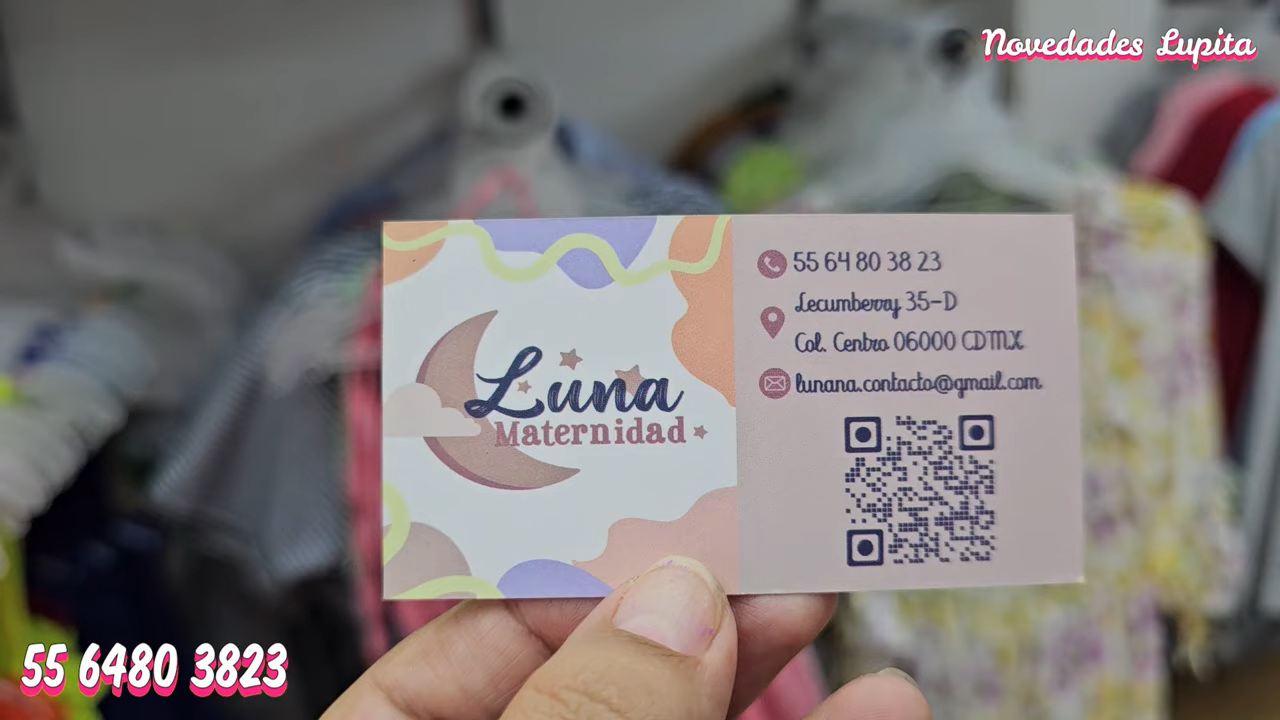 Novedades Lupita
Luna
Maternidad
55 64 80 38 23
Lecumberry 35-D
Col. Centro 06000 CDMX
lunana.contacto@gmail.com
55 6480 3823